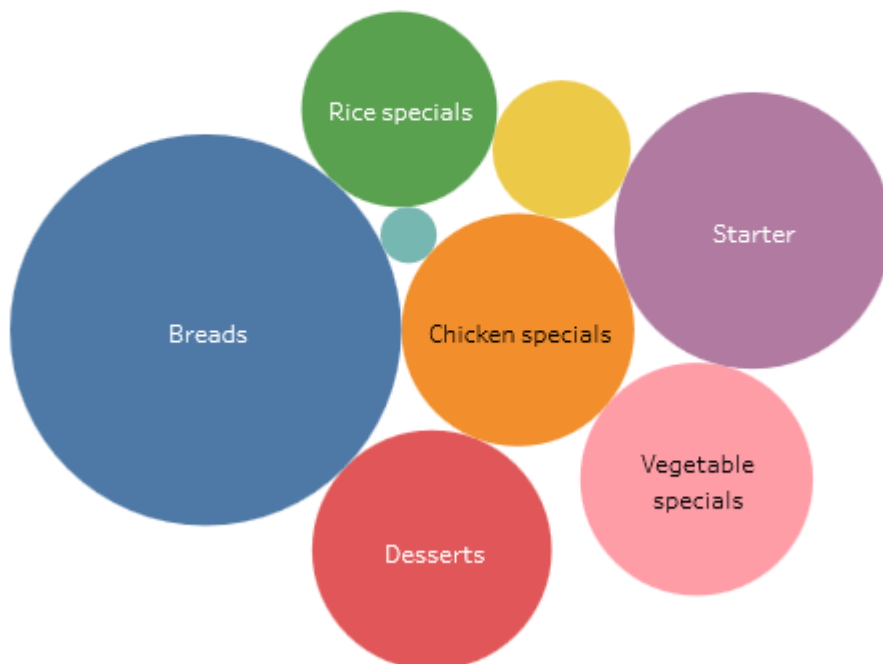 Rice specials
Starter
Breads
Chicken specials
Vegetable
specials
Desserts